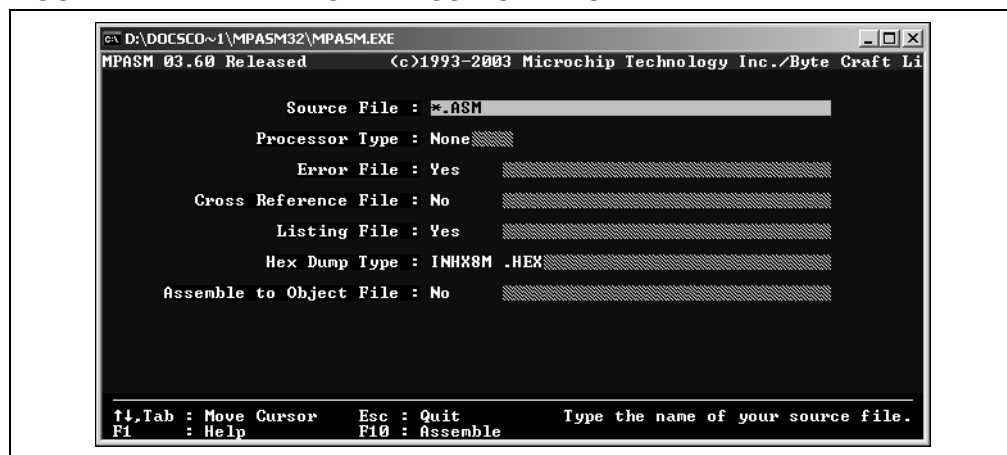 D:\DOCSCO~1\MPASM32\MPASM.EXE
MPASM 03.60 Released (c)1993-2003 Microchip Technology Inc./Byte Craft Li
Source File : *.ASM
Processor Type : None
Error File : Yes
Cross Reference File : No
Listing File : Yes
Hex Dump Type : INHX8M .HEX
Assemble to Object File : No
↑↓,Tab : Move Cursor Esc : Quit Type the name of your source file.
F1 : Help F10 : Assemble